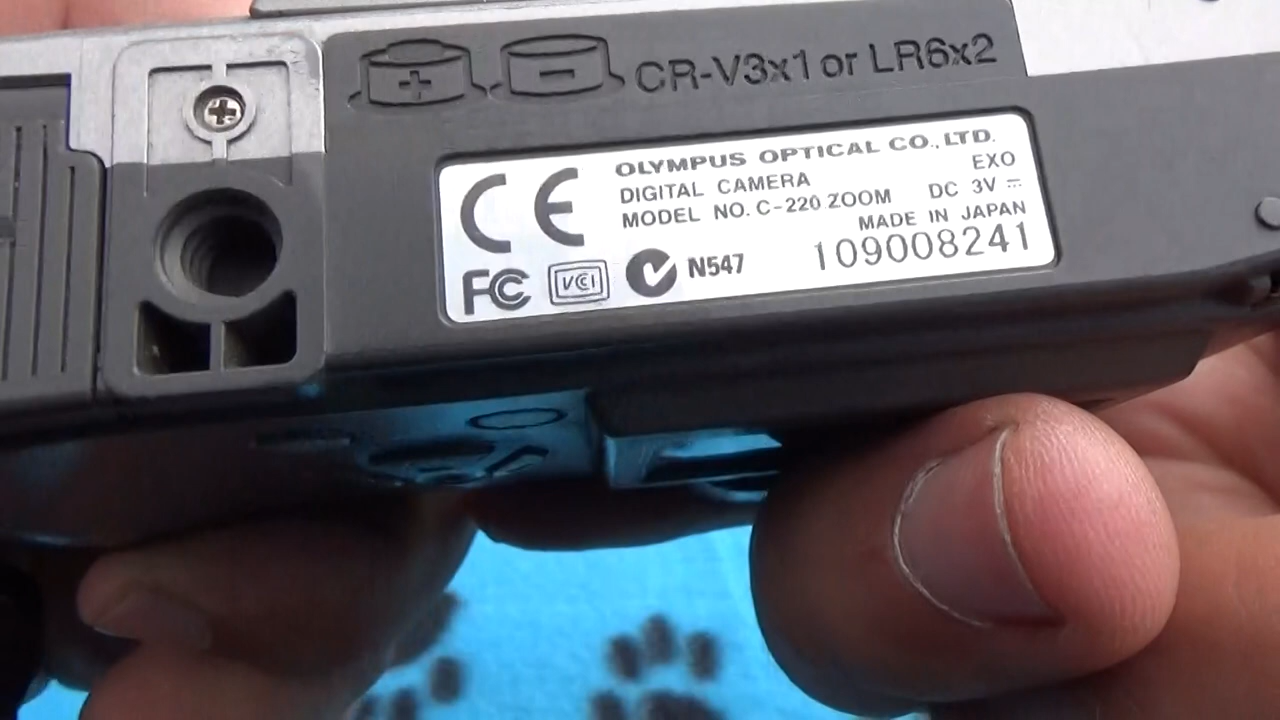 + − CR-V3x1 or LR6x2
CE
OLYMPUS OPTICAL CO., LTD.
EXO
DIGITAL CAMERA
MODEL NO. C-220 ZOOM DC 3V ⎓
MADE IN JAPAN
FC VCI N547 109008241